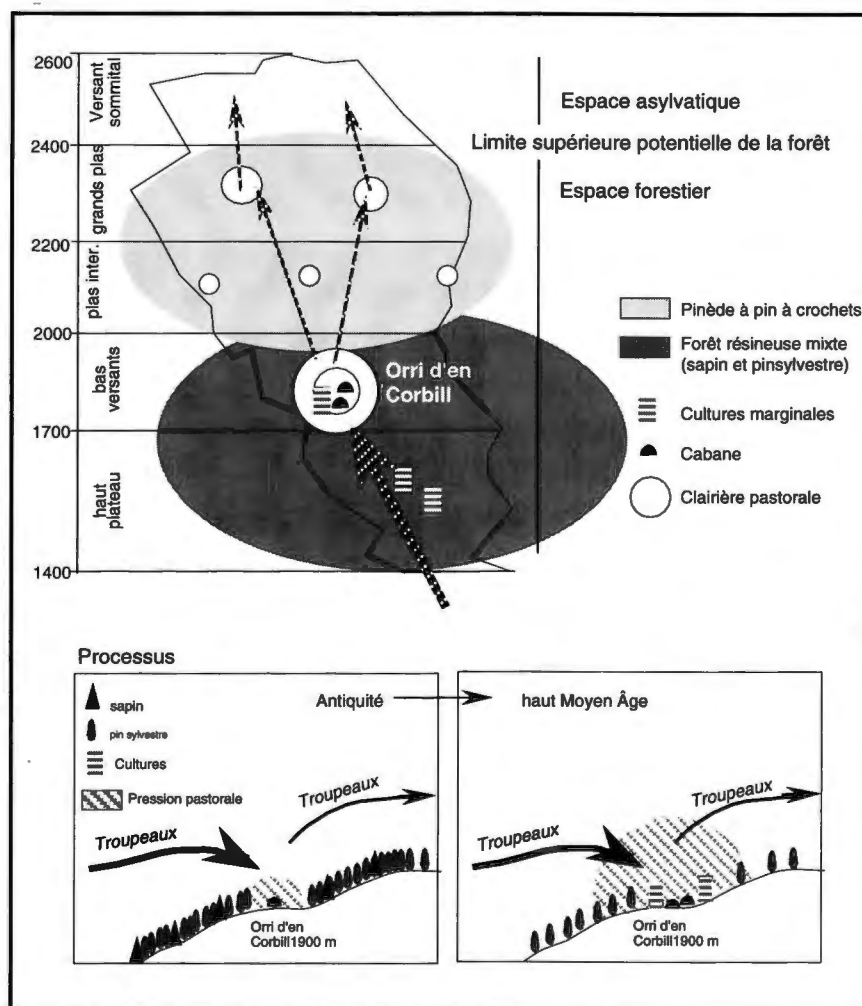 2600
Versant
sommital
2400
grands plas
2200
plas inter.
2000
bas
versants
1700
haut
plateau
1400
Orri d'en
Corbill
Espace asylvatique
Limite supérieure potentielle de la forêt
Espace forestier
Pinède à pin à crochets
Forêt résineuse mixte
(sapin et pinsylvestre)
Cultures marginales
Cabane
Clairière pastorale
Processus
sapin
pin sylvestre
Cultures
Pression pastorale
Antiquité
haut Moyen Âge
Troupeaux
Troupeaux
Orri d'en
Corbill1900 m
Troupeaux
Troupeaux
Orri d'en
Corbill1900 m